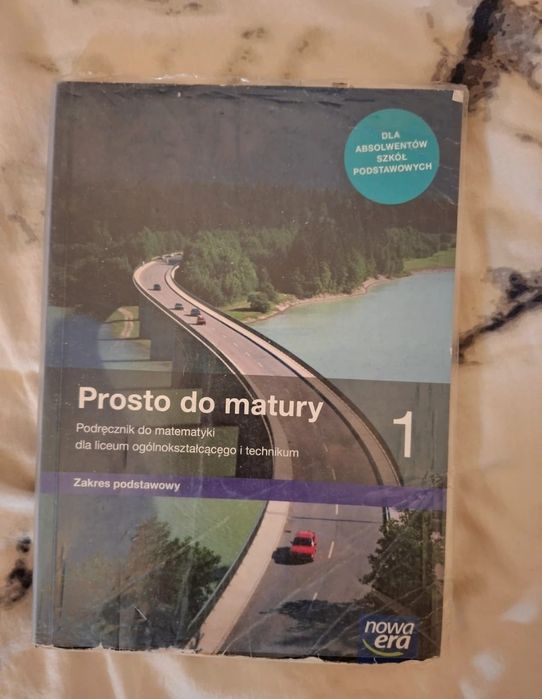 DLA
ABSOLWENTÓW
SZKÓŁ
PODSTAWOWYCH
Prosto do matury
1
Podręcznik do matematyki
dla liceum ogólnokształcącego i technikum
Zakres podstawowy
nowa
era